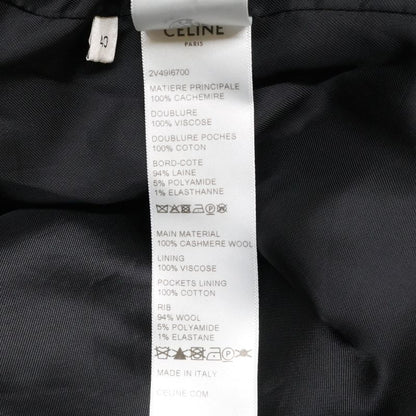 40
CELINE
PARIS
2V49I6700
MATIERE PRINCIPALE
100% CACHEMIRE
DOUBLURE
100% VISCOSE
DOUBLURE POCHES
100% COTON
BORD-COTE
94% LAINE
5% POLYAMIDE
1% ELASTHANNE
MAIN MATERIAL
100% CASHMERE WOOL
LINING
100% VISCOSE
POCKETS LINING
100% COTTON
RIB
94% WOOL
5% POLYAMIDE
1% ELASTANE
MADE IN ITALY
CELINE.COM